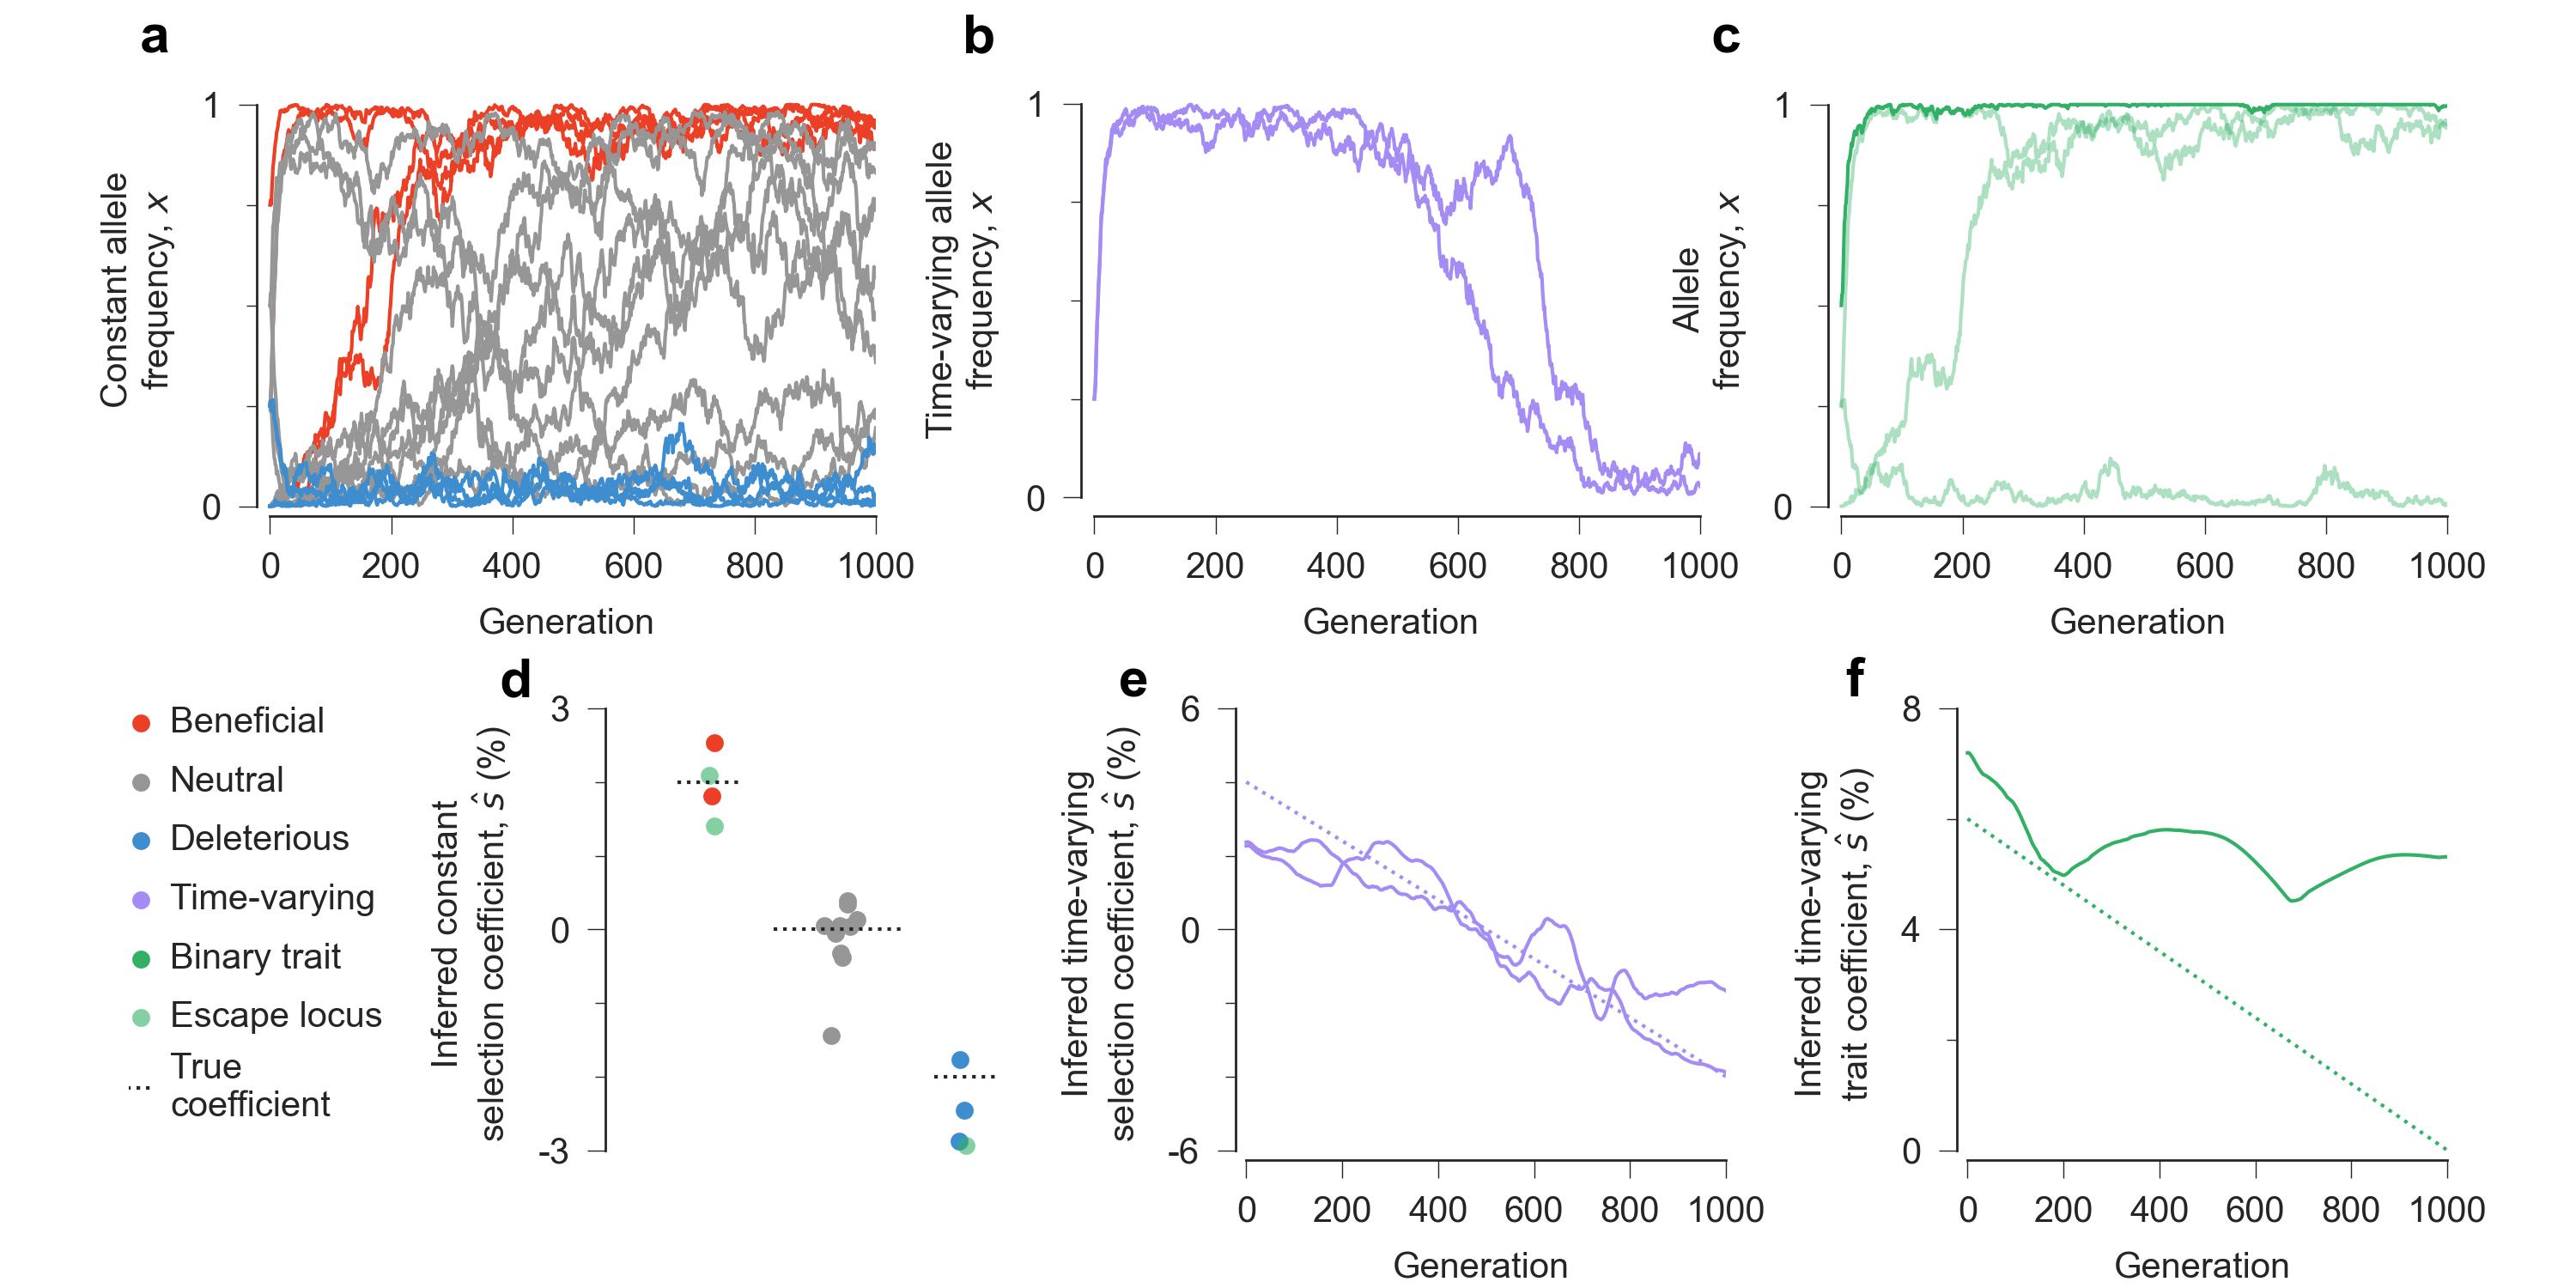 a
1
0
Constant allele
frequency, x
0 200 400 600 800 1000
Generation
b
1
0
Time-varying allele
frequency, x
0 200 400 600 800 1000
Generation
c
1
0
Allele
frequency, x
0 200 400 600 800 1000
Generation
Beneficial
Neutral
Deleterious
Time-varying
Binary trait
Escape locus
True
coefficient
d
3
0
-3
Inferred constant
selection coefficient, ŝ (%)
e
6
0
-6
Inferred time-varying
selection coefficient, ŝ (%)
0 200 400 600 800 1000
Generation
f
8
4
0
Inferred time-varying
trait coefficient, ŝ (%)
0 200 400 600 800 1000
Generation